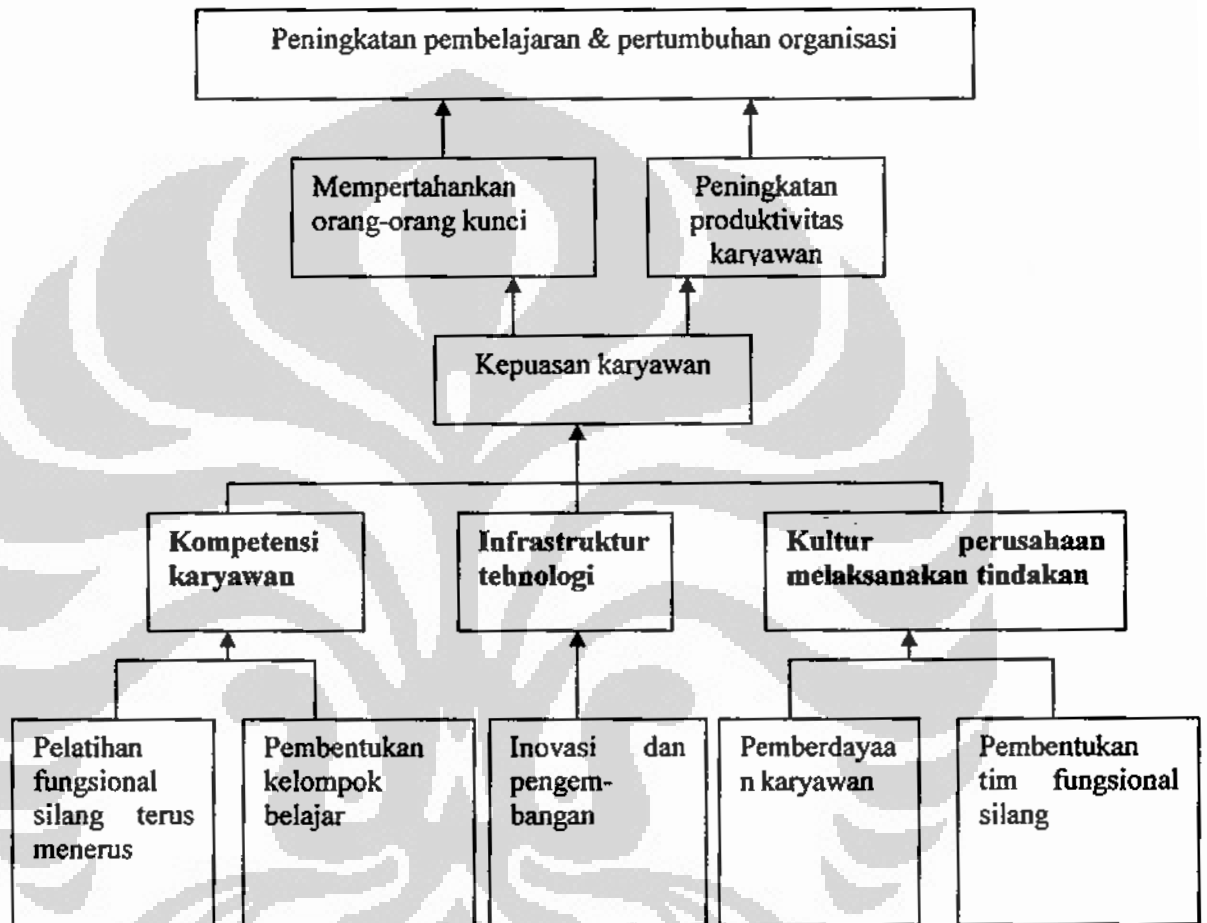 Peningkatan pembelajaran & pertumbuhan organisasi
Mempertahankan
orang-orang kunci
Peningkatan
produktivitas
karyawan
Kepuasan karyawan
Kompetensi
karyawan
Infrastruktur
tehnologi
Kultur perusahaan
melaksanakan tindakan
Pelatihan
fungsional
silang terus
menerus
Pembentukan
kelompok
belajar
Inovasi dan
pengem-
bangan
Pemberdayaa
n karyawan
Pembentukan
tim fungsional
silang